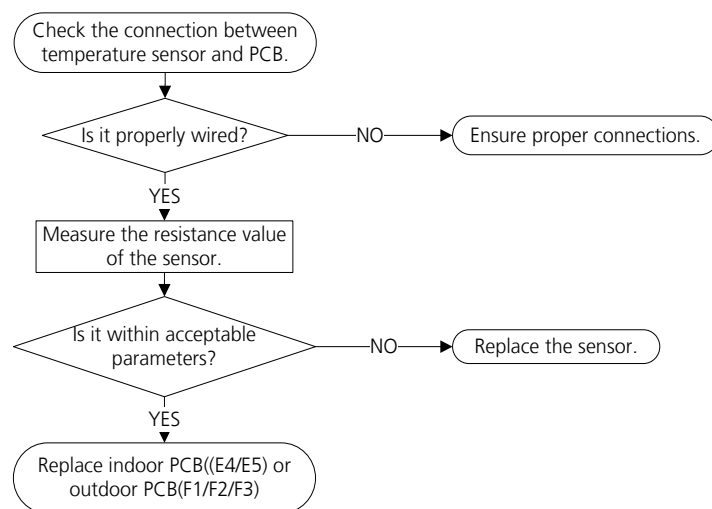 Check the connection between
temperature sensor and PCB.
Is it properly wired?
NO
Ensure proper connections.
YES
Measure the resistance value
of the sensor.
Is it within acceptable
parameters?
NO
Replace the sensor.
YES
Replace indoor PCB((E4/E5) or
outdoor PCB(F1/F2/F3)